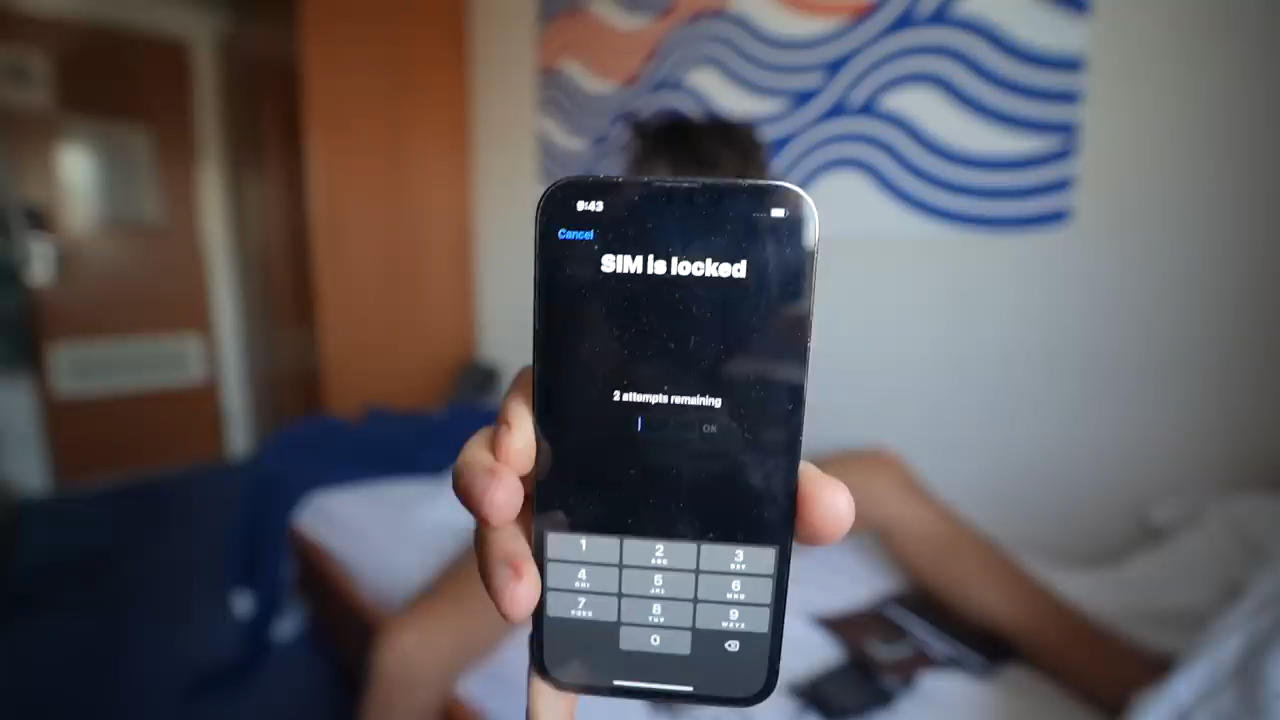 9:43
Cancel
SIM is locked
2 attempts remaining
OK
1
2
ABC
3
DEF
4
GHI
5
JKL
6
MNO
7
PQRS
8
TUV
9
WXYZ
0